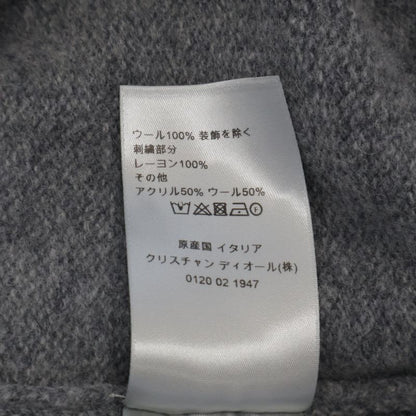 ウール100% 装飾を除く
刺繍部分
レーヨン100%
その他
アクリル50% ウール50%
原産国 イタリア
クリスチャン ディオール(株)
0120 02 1947